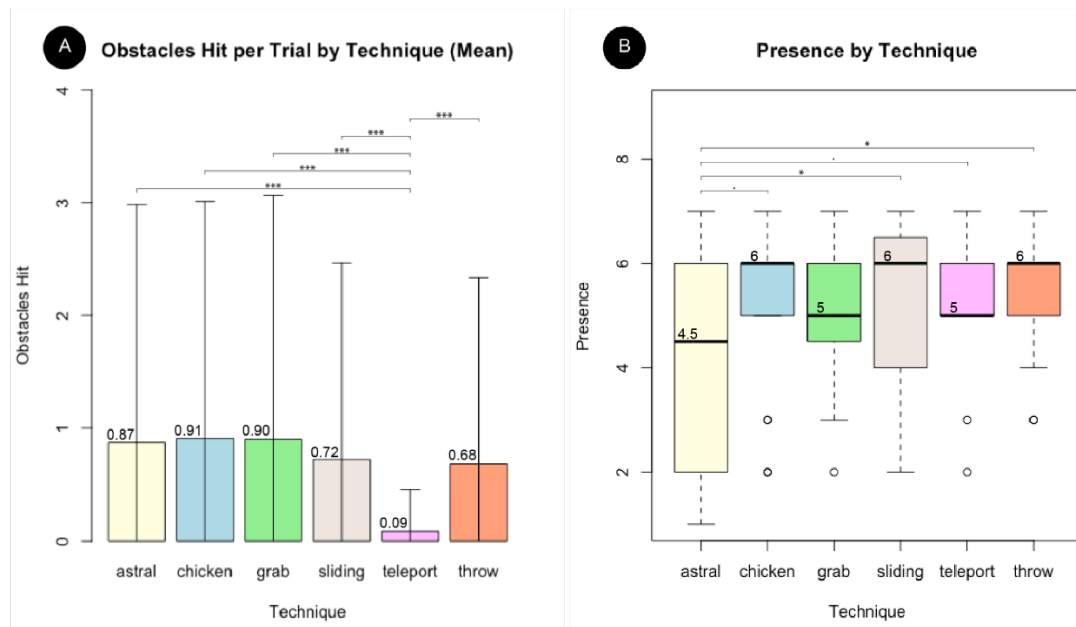 A
Obstacles Hit per Trial by Technique (Mean)
4
3
2
1
0
Obstacles Hit
***
***
***
***
***
0.87
0.91
0.90
0.72
0.09
0.68
astral
chicken
grab
sliding
teleport
throw
Technique
B
Presence by Technique
8
6
4
2
Presence
*
.
*
.
4.5
6
5
6
5
6
astral
chicken
grab
sliding
teleport
throw
Technique